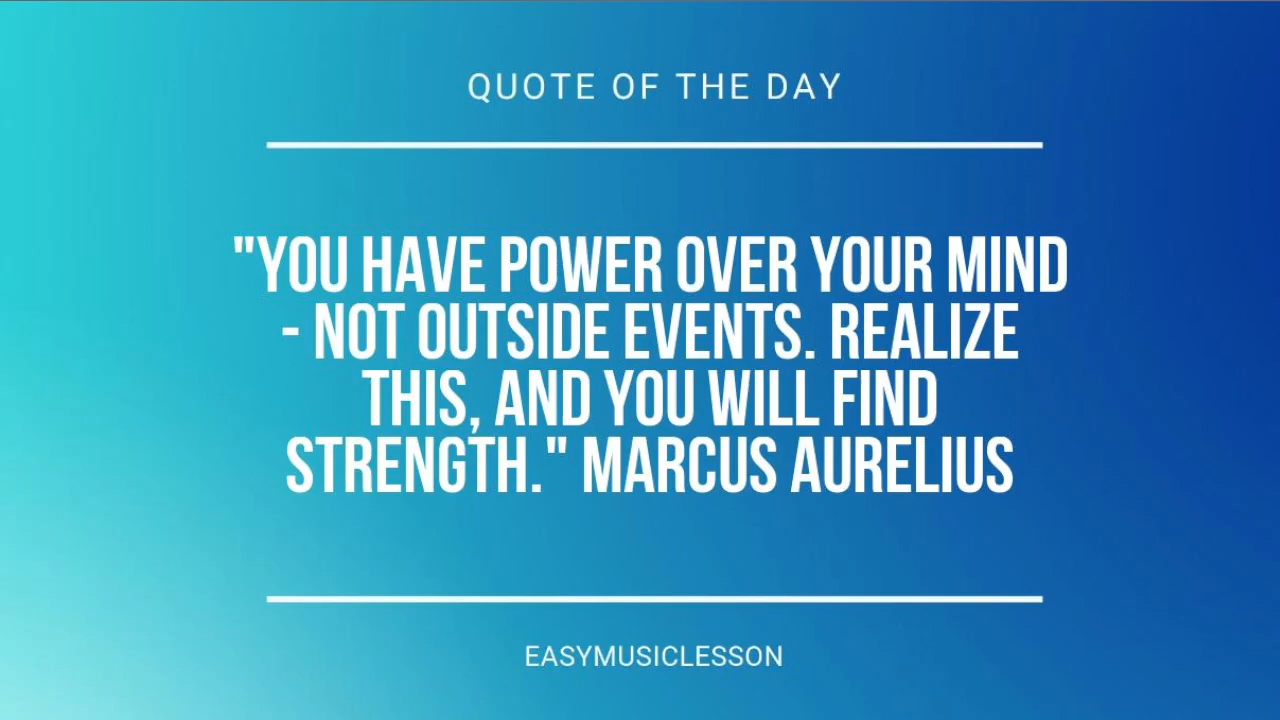 QUOTE OF THE DAY
"YOU HAVE POWER OVER YOUR MIND
- NOT OUTSIDE EVENTS. REALIZE
THIS, AND YOU WILL FIND
STRENGTH." MARCUS AURELIUS
EASYMUSICLESSON